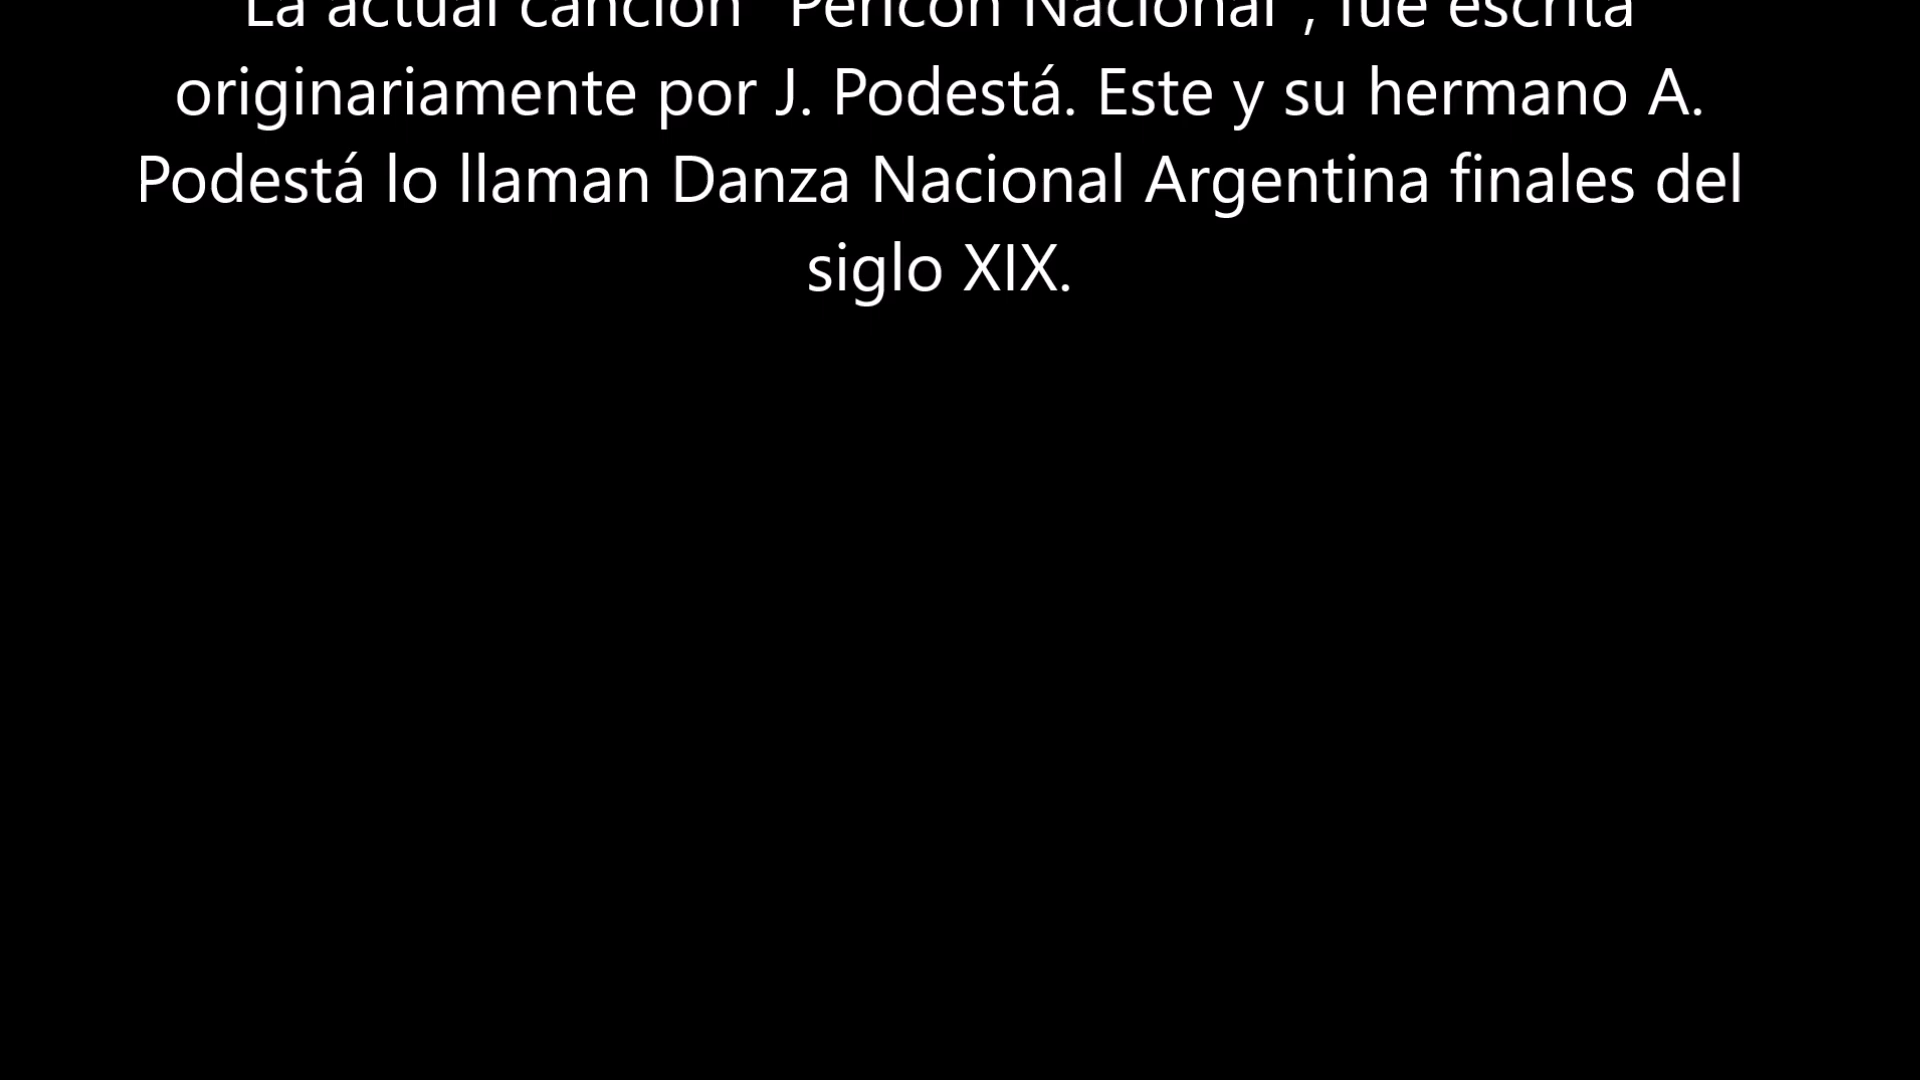 La actual canción "Pericón Nacional", fue escrita
originariamente por J. Podestá. Este y su hermano A.
Podestá lo llaman Danza Nacional Argentina finales del
siglo XIX.